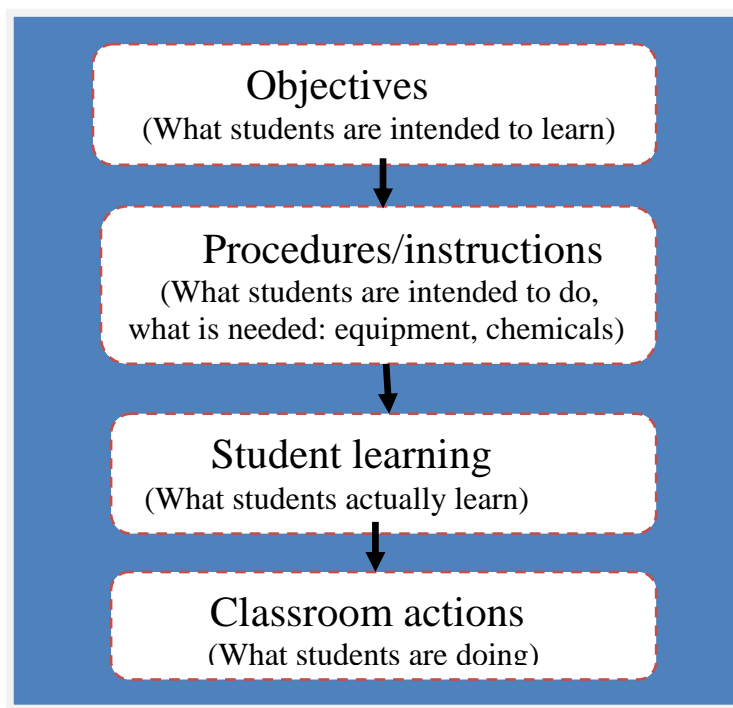 Objectives
(What students are intended to learn)
Procedures/instructions
(What students are intended to do,
what is needed: equipment, chemicals)
Student learning
(What students actually learn)
Classroom actions
(What students are doing)